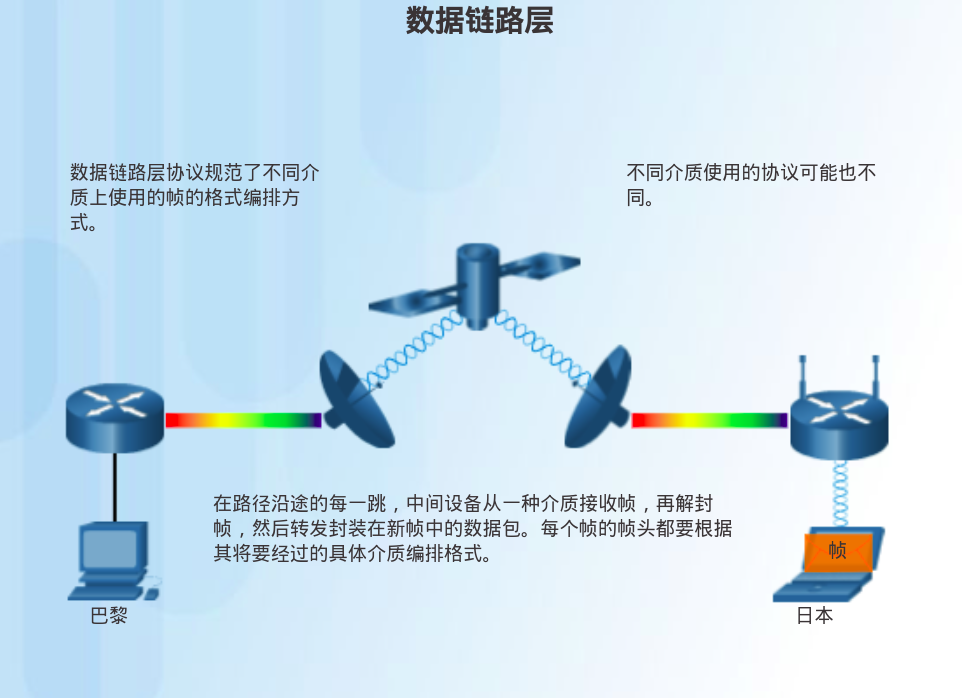 数据链路层
数据链路层协议规范了不同介
质上使用的帧的格式编排方
式。
不同介质使用的协议可能也不
同。
在路径沿途的每一跳，中间设备从一种介质接收帧，再解封
帧，然后转发封装在新帧中的数据包。每个帧的帧头都要根据
其将要经过的具体介质编排格式。
帧
巴黎
日本